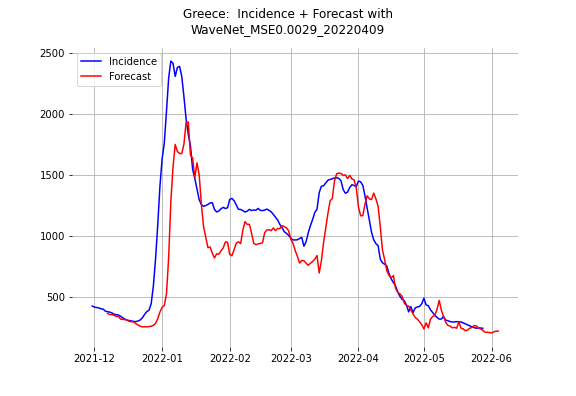 Greece:  Incidence + Forecast with
WaveNet_MSE0.0029_20220409
Incidence
Forecast
2500
2000
1500
1000
500
2021-12 2022-01 2022-02 2022-03 2022-04 2022-05 2022-06